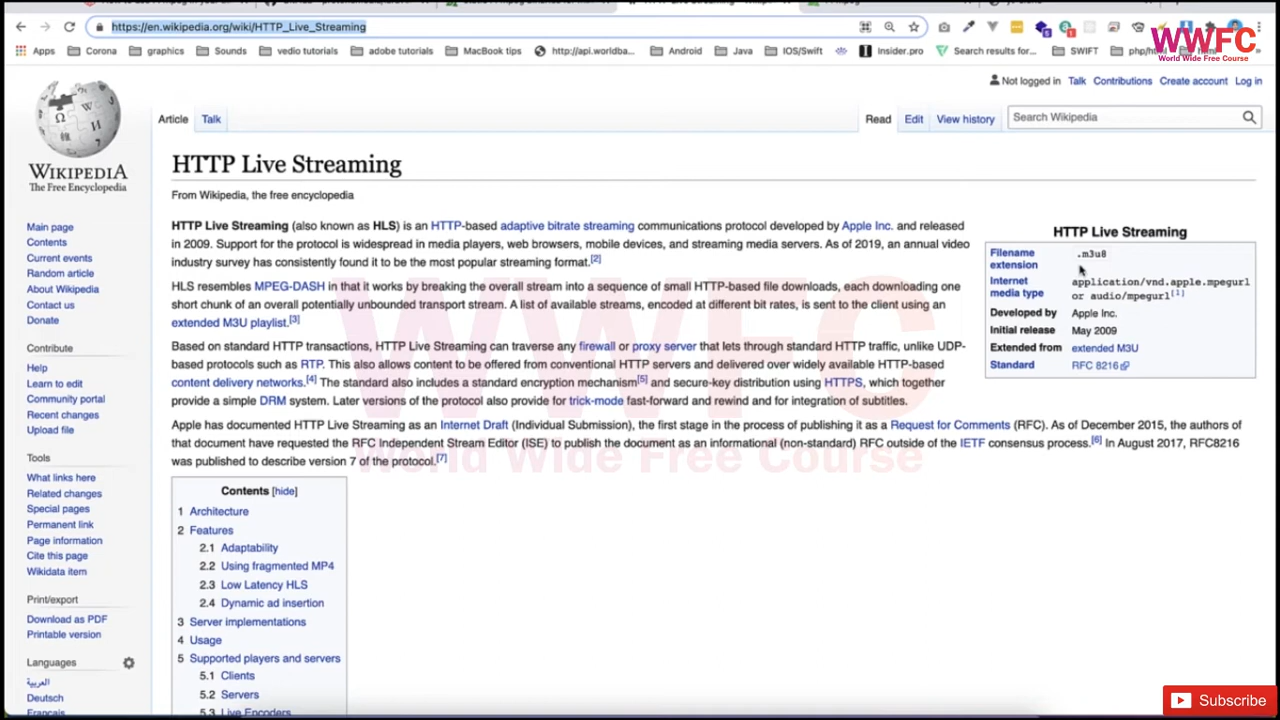 https://en.wikipedia.org/wiki/HTTP_Live_Streaming
Apps Corona graphics Sounds vedio tutorials adobe tutorials MacBook tips http://api.worldba... Android Java IOS/Swift Insider.pro Search results for... SWIFT
WWFC
World Wide Free Course
Not logged in Talk Contributions Create account Log in
Article Talk Read Edit View history Search Wikipedia
WIKIPEDIA
The Free Encyclopedia
Main page
Contents
Current events
Random article
About Wikipedia
Contact us
Donate
Contribute
Help
Learn to edit
Community portal
Recent changes
Upload file
Tools
What links here
Related changes
Special pages
Permanent link
Page information
Cite this page
Wikidata item
Print/export
Download as PDF
Printable version
Languages
العربية
Deutsch
Français
HTTP Live Streaming
From Wikipedia, the free encyclopedia
HTTP Live Streaming (also known as HLS) is an HTTP-based adaptive bitrate streaming communications protocol developed by Apple Inc. and released
in 2009. Support for the protocol is widespread in media players, web browsers, mobile devices, and streaming media servers. As of 2019, an annual video
industry survey has consistently found it to be the most popular streaming format.[2]
HLS resembles MPEG-DASH in that it works by breaking the overall stream into a sequence of small HTTP-based file downloads, each downloading one
short chunk of an overall potentially unbounded transport stream. A list of available streams, encoded at different bit rates, is sent to the client using an
extended M3U playlist.[3]
Based on standard HTTP transactions, HTTP Live Streaming can traverse any firewall or proxy server that lets through standard HTTP traffic, unlike UDP-
based protocols such as RTP. This also allows content to be offered from conventional HTTP servers and delivered over widely available HTTP-based
content delivery networks.[4] The standard also includes a standard encryption mechanism[5] and secure-key distribution using HTTPS, which together
provide a simple DRM system. Later versions of the protocol also provide for trick-mode fast-forward and rewind and for integration of subtitles.
Apple has documented HTTP Live Streaming as an Internet Draft (Individual Submission), the first stage in the process of publishing it as a Request for Comments (RFC). As of December 2015, the authors of
that document have requested the RFC Independent Stream Editor (ISE) to publish the document as an informational (non-standard) RFC outside of the IETF consensus process.[6] In August 2017, RFC8216
was published to describe version 7 of the protocol.[7]
HTTP Live Streaming
Filename extension .m3u8
Internet media type application/vnd.apple.mpegurl
or audio/mpegurl[1]
Developed by Apple Inc.
Initial release May 2009
Extended from extended M3U
Standard RFC 8216
WWFC
World Wide Free Course
Contents [hide]
1 Architecture
2 Features
2.1 Adaptability
2.2 Using fragmented MP4
2.3 Low Latency HLS
2.4 Dynamic ad insertion
3 Server implementations
4 Usage
5 Supported players and servers
5.1 Clients
5.2 Servers
5.3 Live Encoders
Subscribe